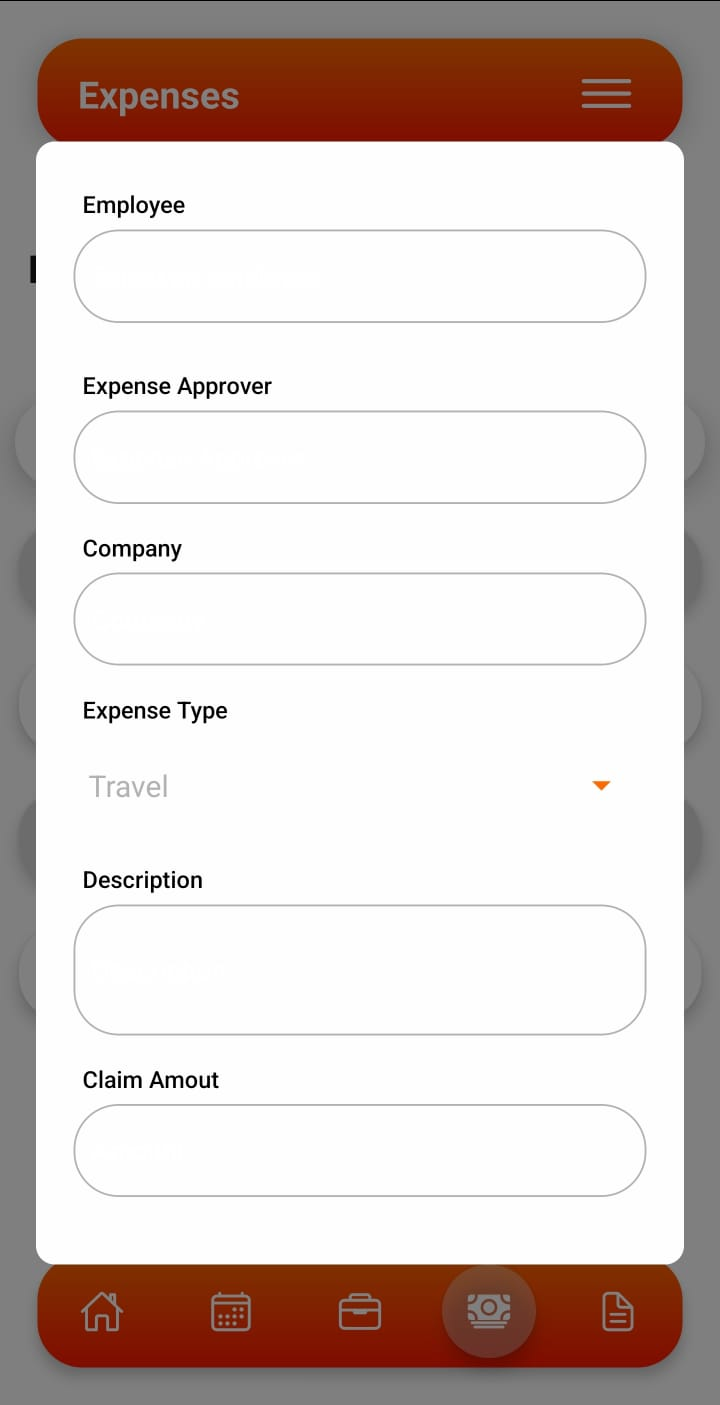 Expenses
Employee
Expense Approver
Company
Expense Type
Travel
Description
Claim Amout